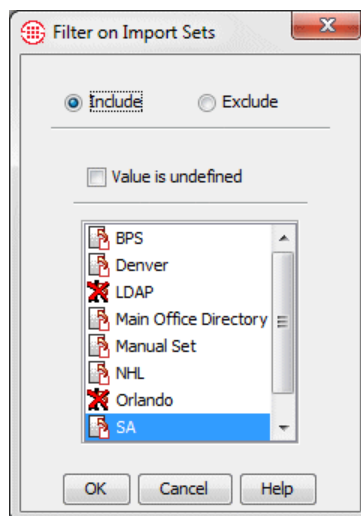 Filter on Import Sets
Include Exclude
Value is undefined
BPS
Denver
LDAP
Main Office Directory
Manual Set
NHL
Orlando
SA
OK Cancel Help